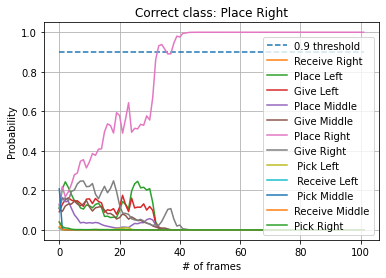 Correct class: Place Right
1.0
0.8
0.6
0.4
0.2
0.0
Probability
0
20
40
60
80
100
# of frames
0.9 threshold
Receive Right
Place Left
Give Left
Place Middle
Give Middle
Place Right
Give Right
Pick Left
Receive Left
Pick Middle
Receive Middle
Pick Right